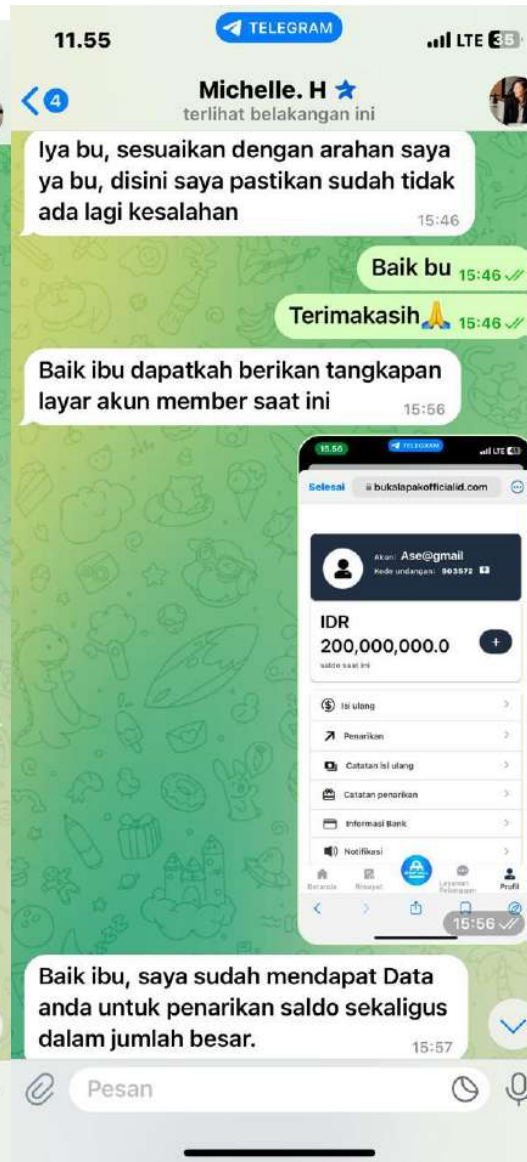 11.55
TELEGRAM
LTE 35
4
Michelle. H
terlihat belakangan ini
Iya bu, sesuaikan dengan arahan saya
ya bu, disini saya pastikan sudah tidak
ada lagi kesalahan
15:46
Baik bu 15:46
Terimakasih🙏 15:46
Baik ibu dapatkah berikan tangkapan
layar akun member saat ini
15:56
15.56
TELEGRAM
LTE
Selesai bukalapakofficialid.com
Akun: Ase@gmail
Kode undangan: 903572
IDR
200,000,000.0
+
saldo saat ini
Isi ulang
Penarikan
Catatan isi ulang
Catatan penarikan
Informasi Bank
Notifikasi
Beranda Riwayat Layanan Pelanggan Profil
15:56
Baik ibu, saya sudah mendapat Data
anda untuk penarikan saldo sekaligus
dalam jumlah besar.
15:57
Pesan